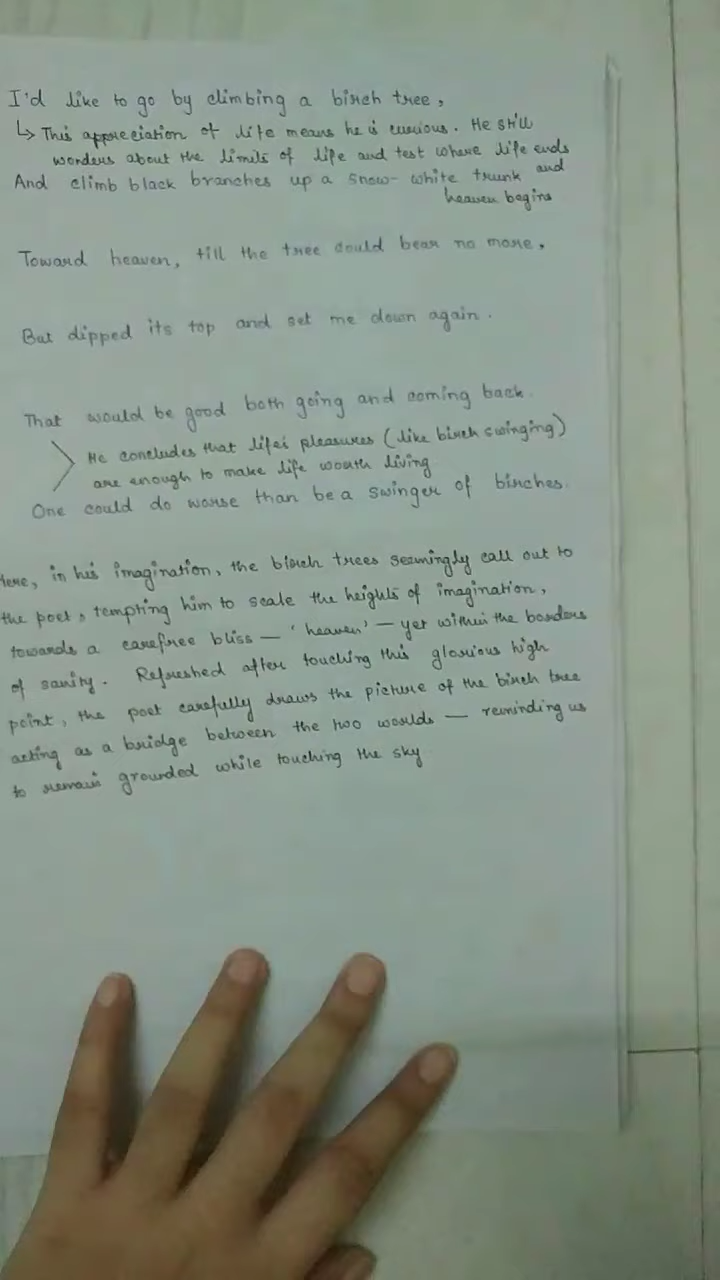 I'd like to go by climbing a birch tree,
↳ This appreciation of life means he is curious. He still
wonders about the limits of life and test where life ends
and
And climb black branches up a snow-white trunk
heaven begins
Toward heaven, till the tree could bear no more,
But dipped its top and set me down again.
That would be good both going and coming back.
He concludes that life's pleasures (like birch swinging)
are enough to make life worth living
One could do worse than be a swinger of birches.
Here, in his imagination, the birch trees seemingly call out to
the poet, tempting him to scale the heights of imagination,
towards a carefree bliss — 'heaven' — yet within the borders
of sanity. Refreshed after touching this glorious high
point, the poet carefully draws the picture of the birch tree
acting as a bridge between the two worlds — reminding us
to remain grounded while touching the sky